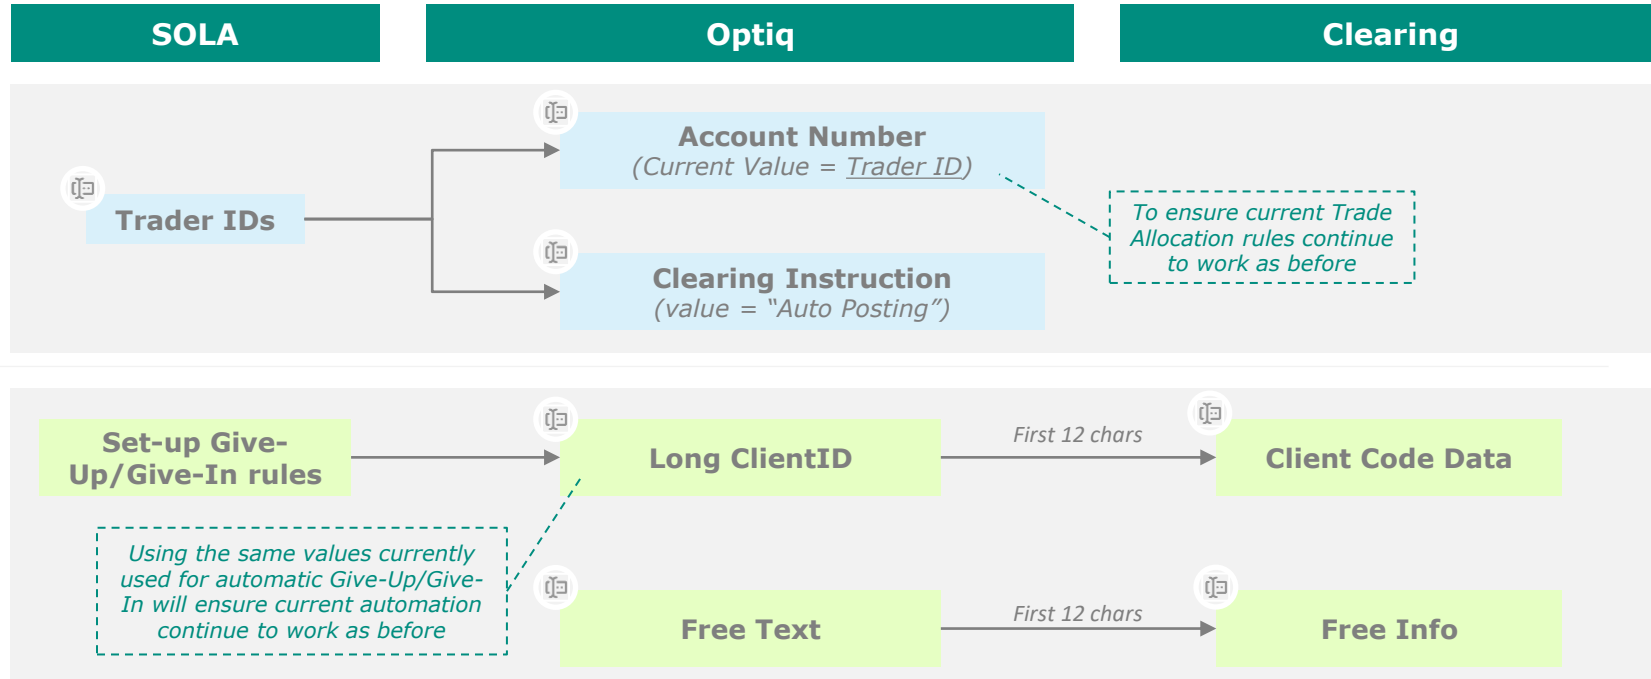 SOLA
Optiq
Clearing
Account Number
(Current Value = Trader ID)
Trader IDs
To ensure current Trade
Allocation rules continue
to work as before
Clearing Instruction
(value = “Auto Posting”)
Set-up Give-
Up/Give-In rules
Long ClientID
First 12 chars
Client Code Data
Using the same values currently
used for automatic Give-Up/Give-
In will ensure current automation
continue to work as before
Free Text
First 12 chars
Free Info